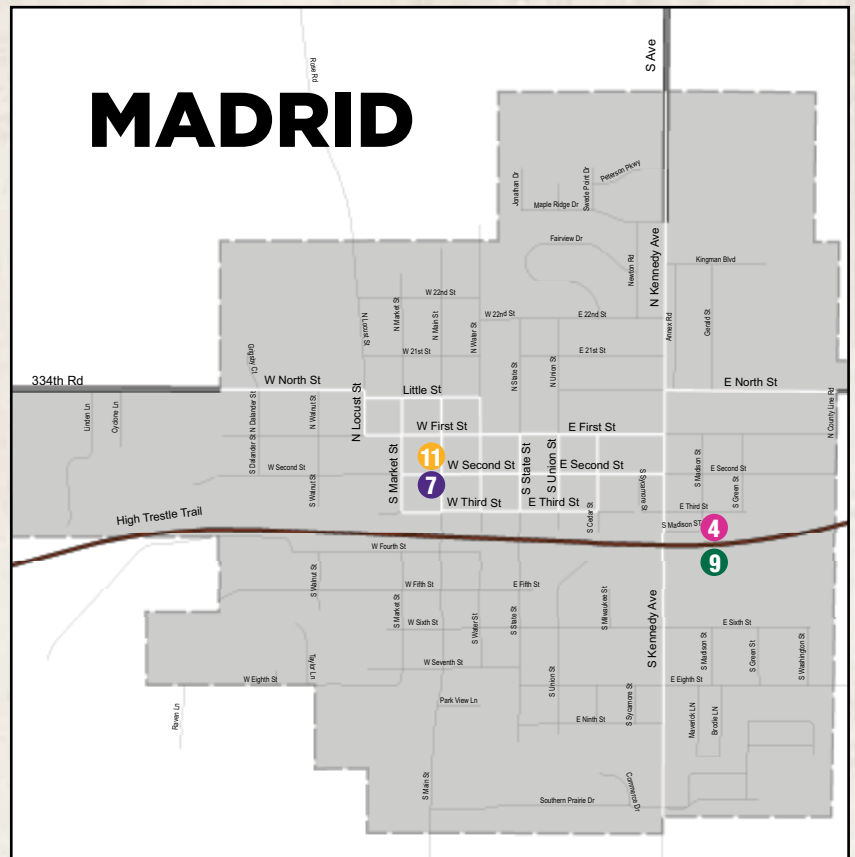 MADRID
S Ave
Rose Rd
Jonathan Dr
Swede Point Dr
Peterson Pkwy
Maple Ridge Dr
Fairview Dr
Newton Rd
N Kennedy Ave
Kingman Blvd
W 22nd St
N Locust St
N Market St
N Main St
N Water St
W 22nd St
E 22nd St
Annex Rd
Gerald St
W 21st St
E 21st St
N State St
N Union St
Grigsby Ct
334th Rd
W North St
Little St
E North St
Linden Ln
Cyclone Ln
N Dalander St
N Walnut St
N Locust St
W First St
E First St
N County Line Rd
S Dalander St
W Second St
S Walnut St
S Market St
11
W Second St
S State St
S Union St
E Second St
S Sycamore St
S Madison St
E Second St
S Green St
7
W Third St
E Third St
S Cedar St
E Third St
High Trestle Trail
S Madison ST
4
W Fourth St
9
S Walnut St
W Fifth St
E Fifth St
S Market St
W Sixth St
S Water St
S State St
S Milwaukee St
S Kennedy Ave
E Sixth St
S Madison St
S Green St
S Washington St
Taylor Ln
W Seventh St
W Eighth St
S Union St
E Eighth St
Raven Ln
Park View Ln
S Sycamore St
E Ninth St
Maverick LN
Brodie LN
S Main St
Southern Prairie Dr
Commerce Dr